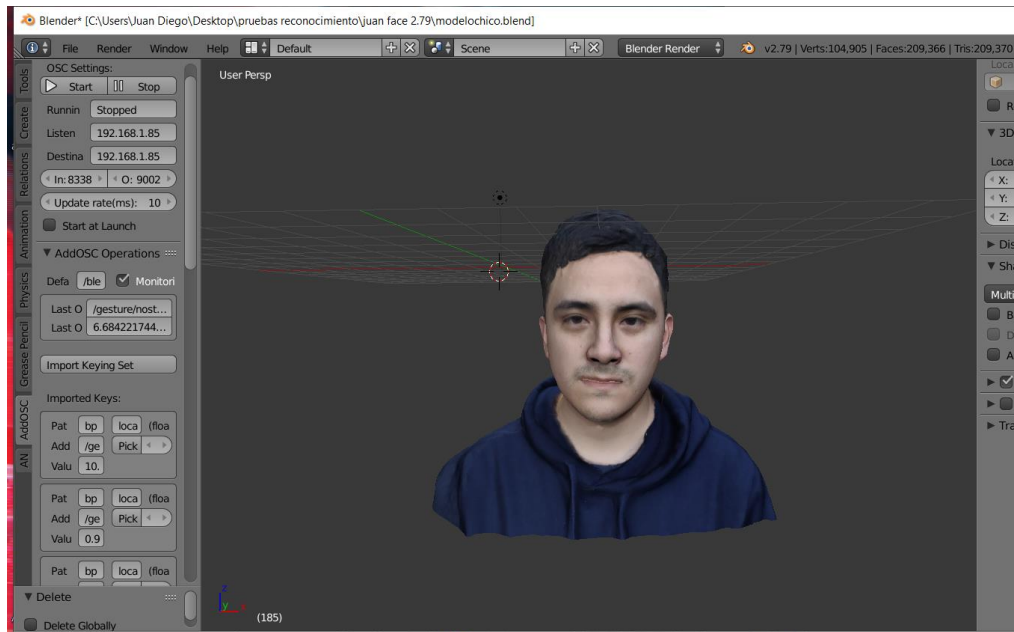 Blender* [C:\Users\Juan Diego\Desktop\pruebas reconocimiento\juan face 2.79\modelochico.blend]
File Render Window Help Default Scene Blender Render v2.79 | Verts:104,905 | Faces:209,366 | Tris:209,370
Tools
Create
Relations
Animation
Physics
Grease Pencil
AddOSC
AN
OSC Settings:
Start Stop
Runnin Stopped
Listen 192.168.1.85
Destina 192.168.1.85
In: 8338 O: 9002
Update rate(ms): 10
Start at Launch
AddOSC Operations
Defa /ble Monitori
Last O /gesture/nost...
Last O 6.684221744...
Import Keying Set
Imported Keys:
Pat bp loca (floa
Add /ge Pick
Valu 10.
Pat bp loca (floa
Add /ge Pick
Valu 0.9
Pat bp loca (floa
Delete
Delete Globally
User Persp
z
y
x
(185)
Loca
R
3D
Loca
X:
Y:
Z:
Dis
Sha
Multi
B
D
A
Tra